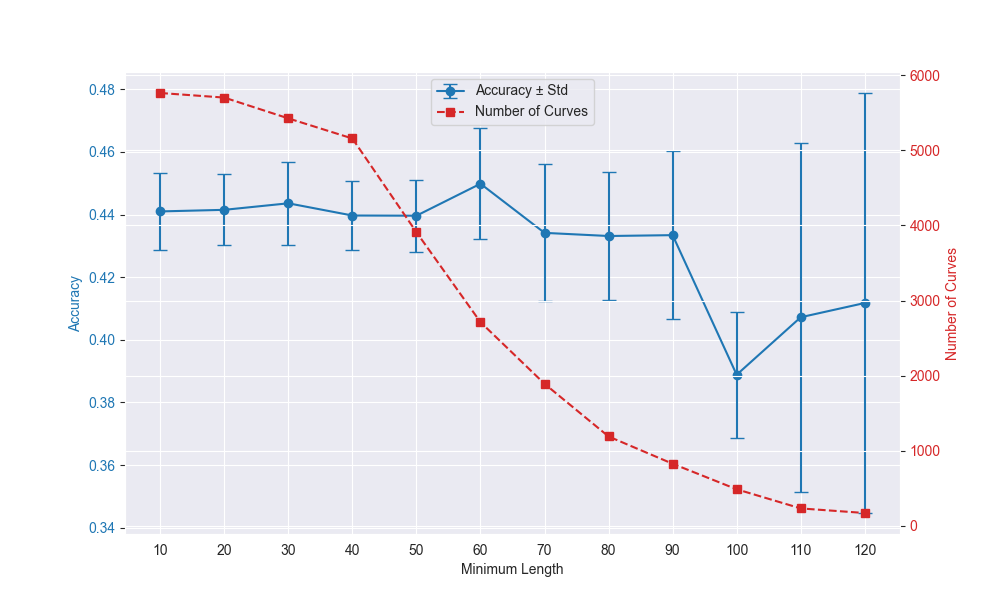 Accuracy ± Std
Number of Curves
0.48
0.46
0.44
0.42
0.40
0.38
0.36
0.34
Accuracy
6000
5000
4000
3000
2000
1000
0
Number of Curves
10 20 30 40 50 60 70 80 90 100 110 120
Minimum Length